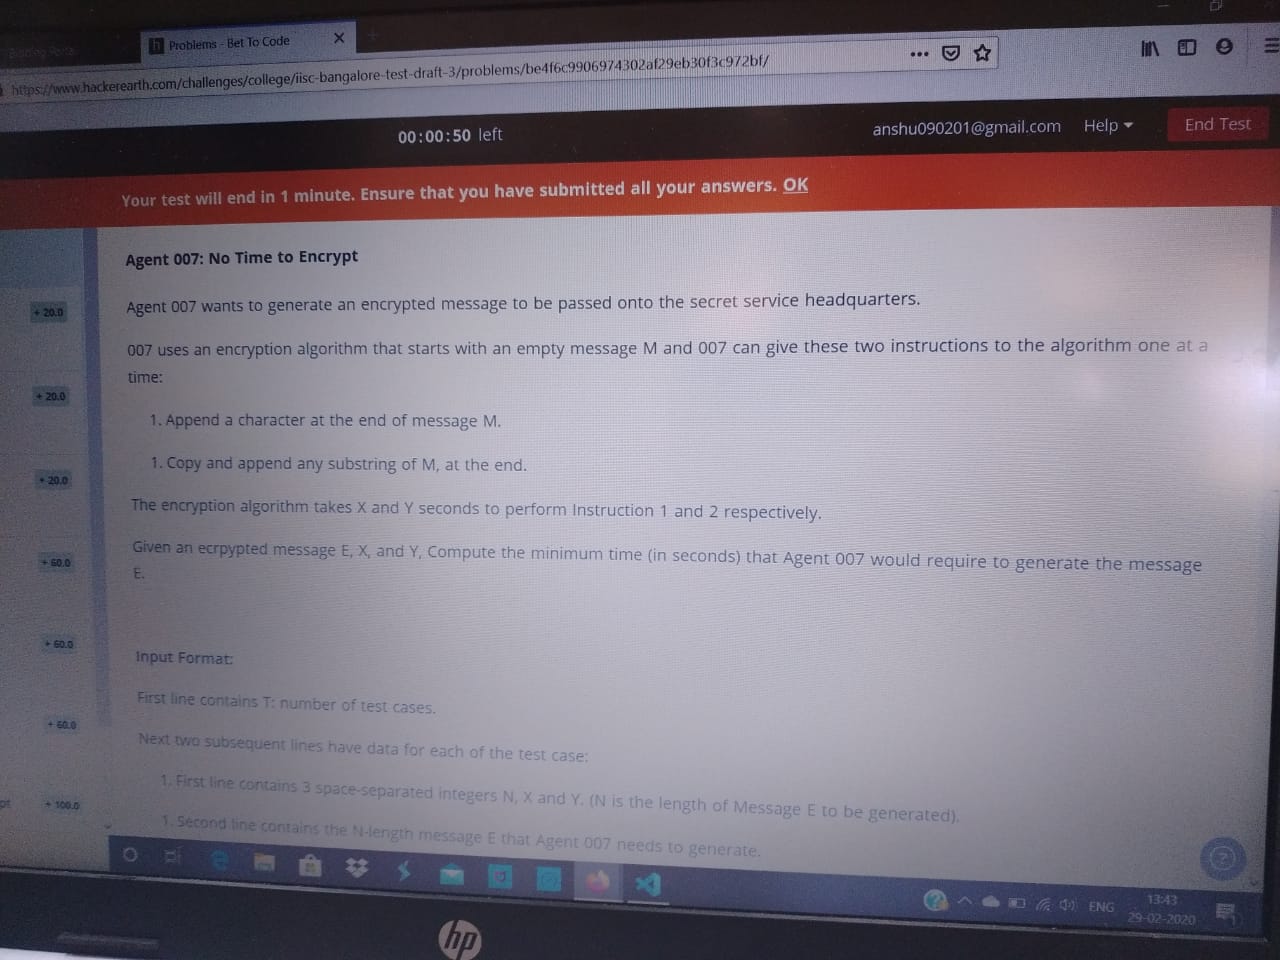 Problems - Bet To Code
https://www.hackerearth.com/challenges/college/iisc-bangalore-test-draft-3/problems/be4f6c9906974302af29eb30f3c972bf/
00:00:50 left
anshu090201@gmail.com Help
End Test
Your test will end in 1 minute. Ensure that you have submitted all your answers. OK
Agent 007: No Time to Encrypt
+ 20.0
Agent 007 wants to generate an encrypted message to be passed onto the secret service headquarters.
007 uses an encryption algorithm that starts with an empty message M and 007 can give these two instructions to the algorithm one at a
time:
+ 20.0
1. Append a character at the end of message M.
1. Copy and append any substring of M, at the end.
+ 20.0
The encryption algorithm takes X and Y seconds to perform Instruction 1 and 2 respectively.
Given an ecrpypted message E, X, and Y, Compute the minimum time (in seconds) that Agent 007 would require to generate the message
E.
+ 60.0
+ 60.0
Input Format:
First line contains T: number of test cases.
+ 60.0
Next two subsequent lines have data for each of the test case:
1. First line contains 3 space-separated integers N, X and Y. (N is the length of Message E to be generated).
pt + 100.0
1. Second line contains the N-length message E that Agent 007 needs to generate.
ENG
13:43
29-02-2020
hp